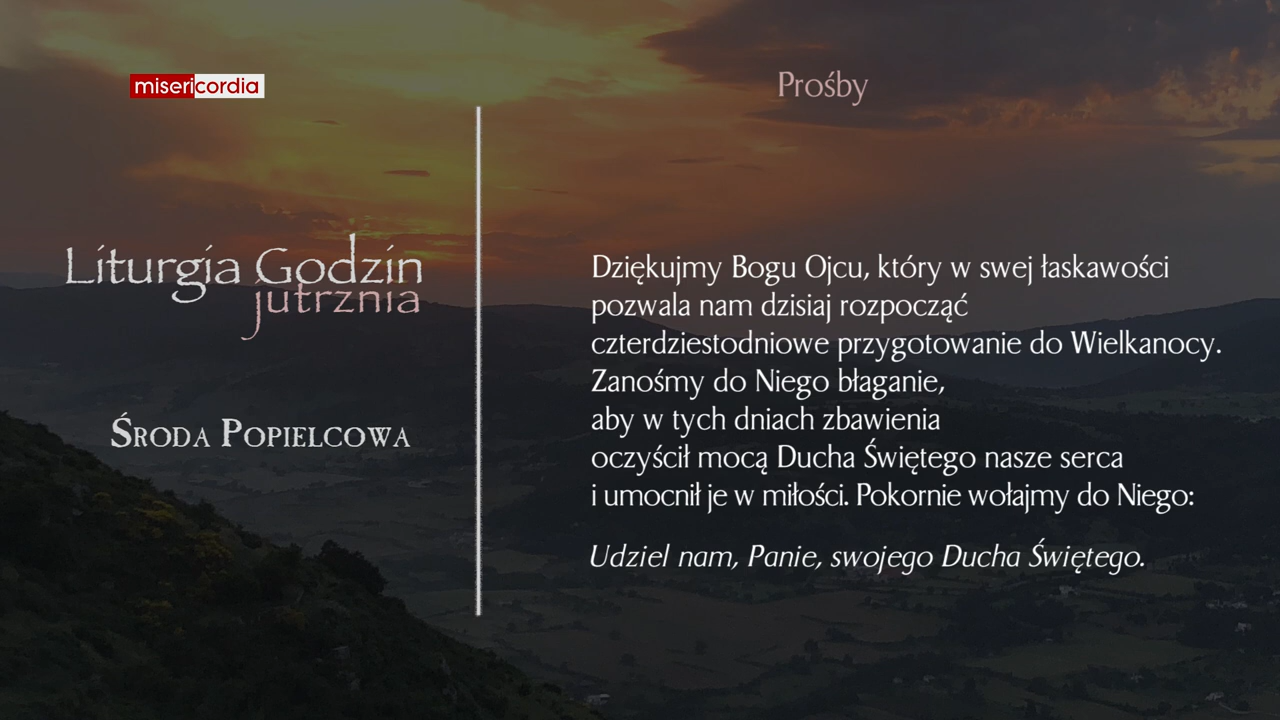 misericordia
Liturgia Godzin
jutrznia
Środa Popielcowa
Prośby
Dziękujmy Bogu Ojcu, który w swej łaskawości
pozwala nam dzisiaj rozpocząć
czterdziestodniowe przygotowanie do Wielkanocy.
Zanośmy do Niego błaganie,
aby w tych dniach zbawienia
oczyścił mocą Ducha Świętego nasze serca
i umocnił je w miłości. Pokornie wołajmy do Niego:
Udziel nam, Panie, swojego Ducha Świętego.